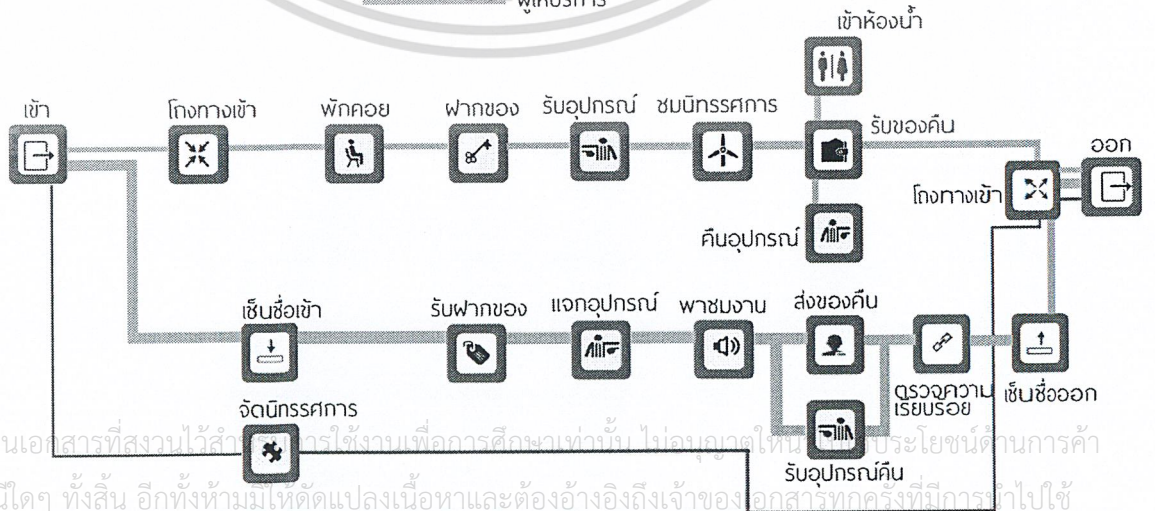 ผู้ให้บริการ
เข้าห้องน้ำ
เข้า
โถงทางเข้า
พักคอย
ฝากของ
รับอุปกรณ์
ชมนิทรรศการ
รับของคืน
ออก
โถงทางเข้า
คืนอุปกรณ์
เซ็นชื่อเข้า
รับฝากของ
แจกอุปกรณ์
พาชมงาน
ส่งของคืน
ตรวจความ
เรียบร้อย
เซ็นชื่อออก
จัดนิทรรศการ
รับอุปกรณ์คืน
นเอกสารที่สงวนไว้สำหรับการใช้งานเพื่อการศึกษาเท่านั้น ไม่อนุญาตให้นำ ประโยชน์ด้านการค้า
ใดๆ ทั้งสิ้น อีกทั้งห้ามมิให้ดัดแปลงเนื้อหาและต้องอ้างอิงถึงเจ้าของเอกสารทุกครั้งที่มีการนำไปใช้